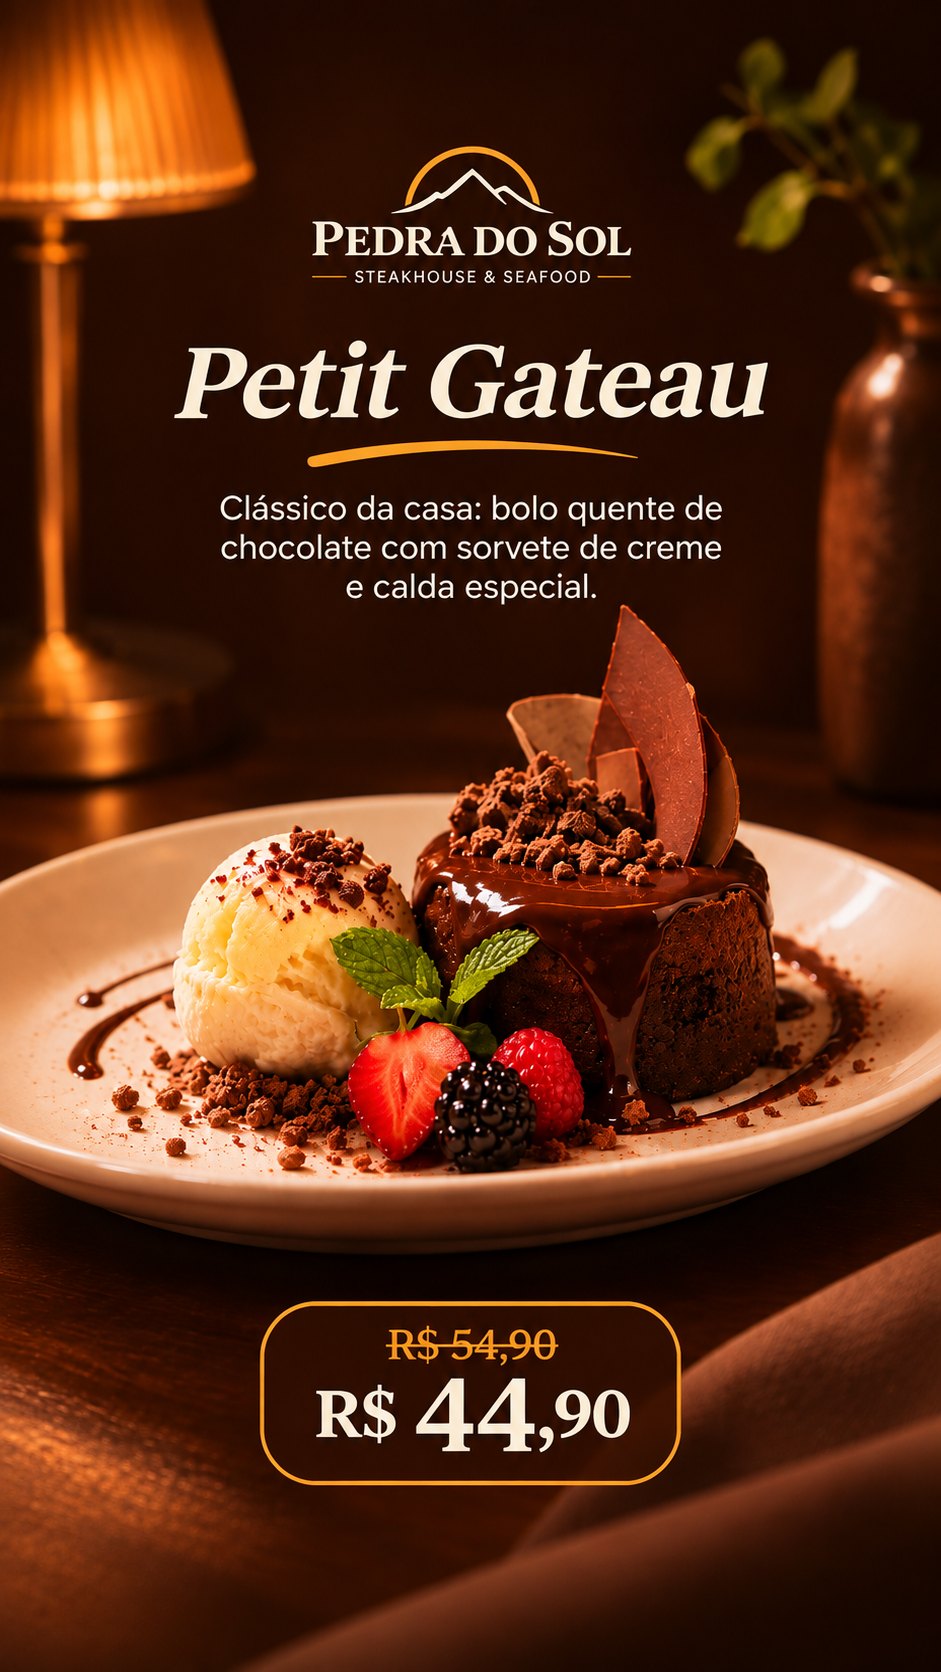 PEDRA DO SOL
STEAKHOUSE & SEAFOOD
Petit Gateau
Clássico da casa: bolo quente de
chocolate com sorvete de creme
e calda especial.
R$ 54,90
R$ 44,90